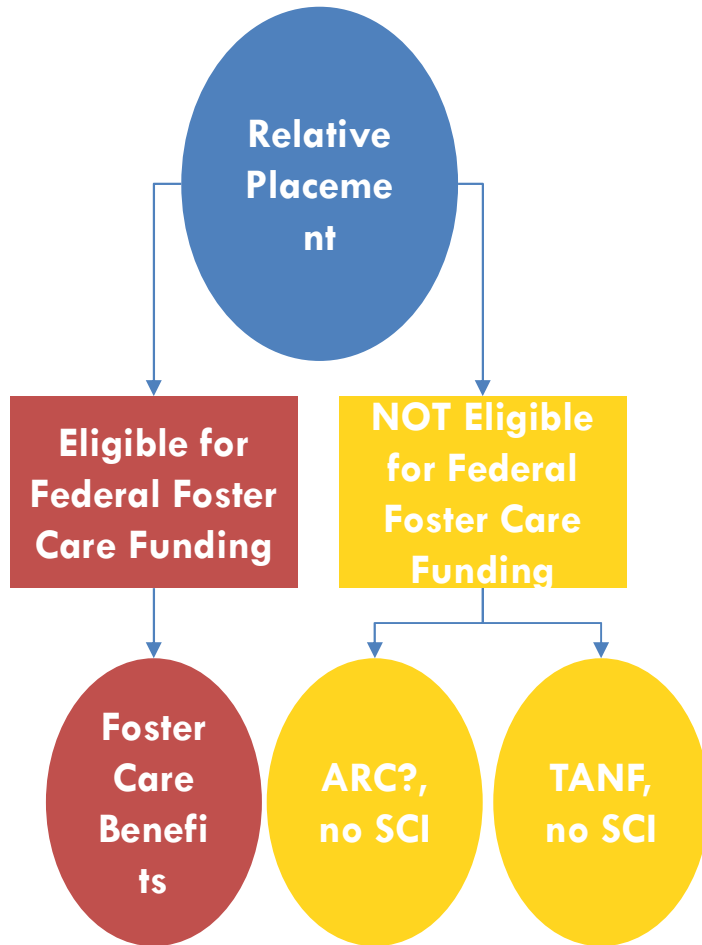 Relative
Placeme
nt
Eligible for
Federal Foster
Care Funding
NOT Eligible
for Federal
Foster Care
Funding
Foster
Care
Benefi
ts
ARC?,
no SCI
TANF,
no SCI